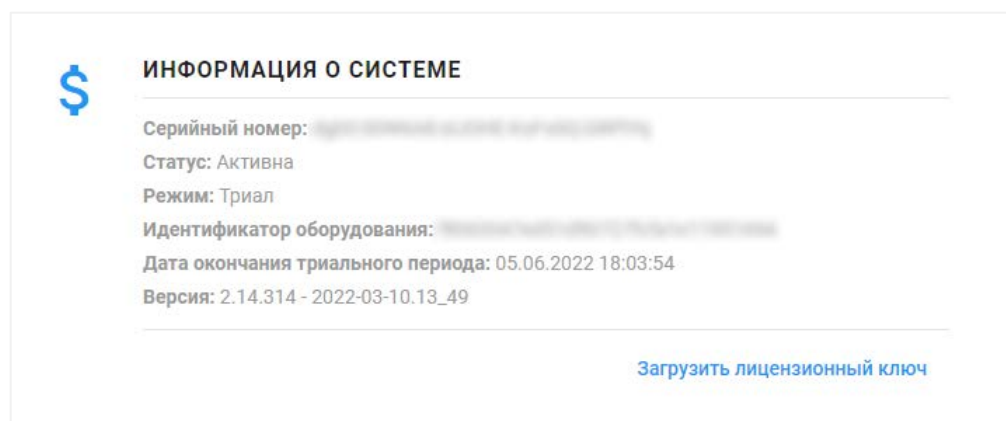 $
ИНФОРМАЦИЯ О СИСТЕМЕ
Серийный номер:
Статус: Активна
Режим: Триал
Идентификатор оборудования:
Дата окончания триального периода: 05.06.2022 18:03:54
Версия: 2.14.314 - 2022-03-10.13_49
Загрузить лицензионный ключ